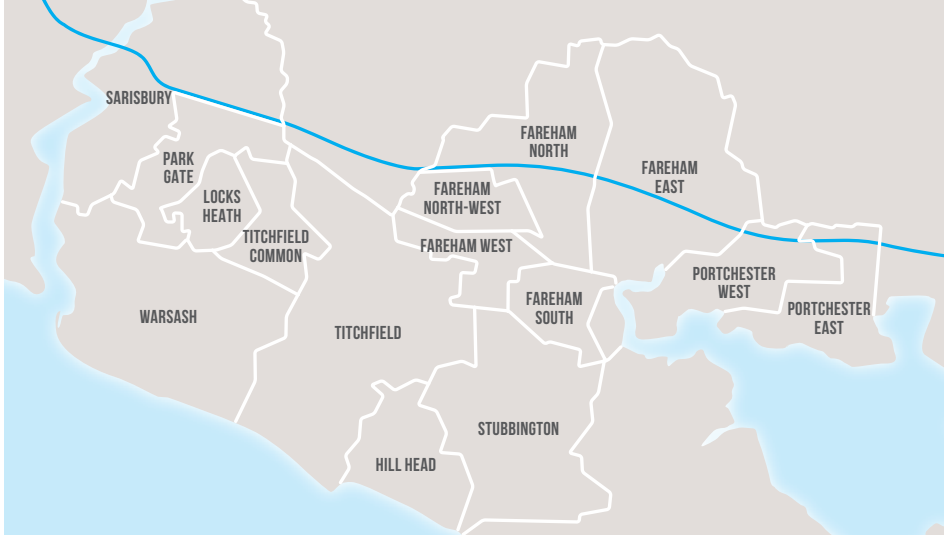 SARISBURY
FAREHAM
NORTH
PARK
GATE
FAREHAM
EAST
FAREHAM
NORTH-WEST
LOCKS
HEATH
TITCHFIELD
COMMON
FAREHAM WEST
PORTCHESTER
WEST
FAREHAM
SOUTH
PORTCHESTER
EAST
WARSASH
TITCHFIELD
STUBBINGTON
HILL HEAD